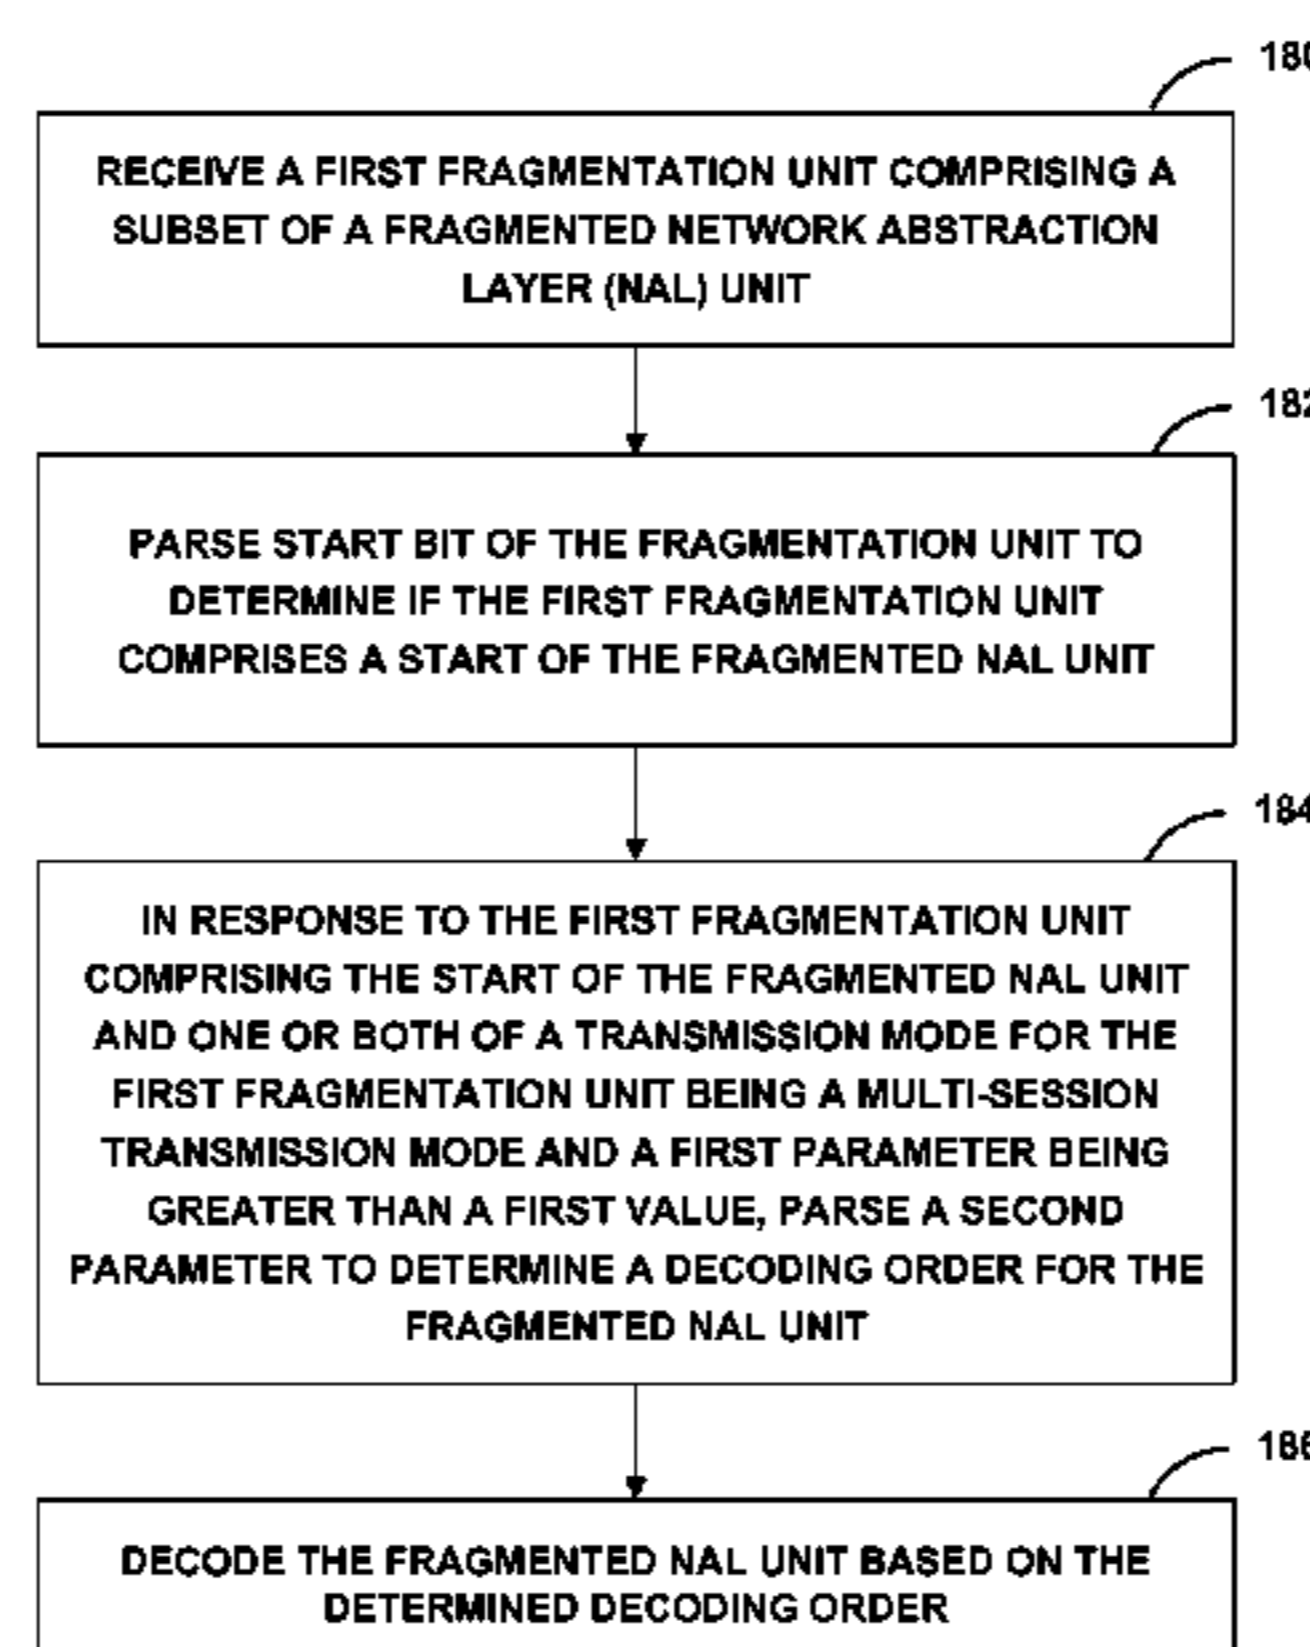 180
RECEIVE A FIRST FRAGMENTATION UNIT COMPRISING A
SUBSET OF A FRAGMENTED NETWORK ABSTRACTION
LAYER (NAL) UNIT
182
PARSE START BIT OF THE FRAGMENTATION UNIT TO
DETERMINE IF THE FIRST FRAGMENTATION UNIT
COMPRISES A START OF THE FRAGMENTED NAL UNIT
184
IN RESPONSE TO THE FIRST FRAGMENTATION UNIT
COMPRISING THE START OF THE FRAGMENTED NAL UNIT
AND ONE OR BOTH OF A TRANSMISSION MODE FOR THE
FIRST FRAGMENTATION UNIT BEING A MULTI-SESSION
TRANSMISSION MODE AND A FIRST PARAMETER BEING
GREATER THAN A FIRST VALUE, PARSE A SECOND
PARAMETER TO DETERMINE A DECODING ORDER FOR THE
FRAGMENTED NAL UNIT
186
DECODE THE FRAGMENTED NAL UNIT BASED ON THE
DETERMINED DECODING ORDER